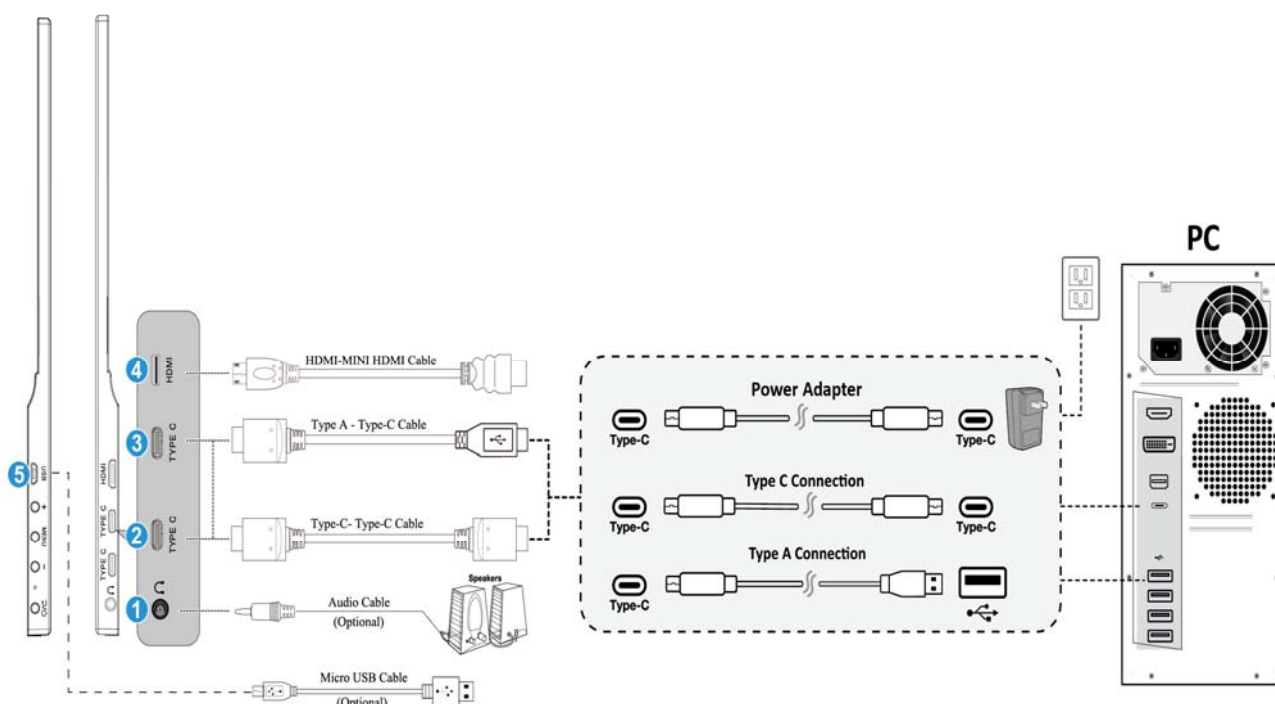 PC
4
HDMI
HDMI-MINI HDMI Cable
3
TYPE C
Type A - Type-C Cable
2
TYPE C
Type-C- Type-C Cable
1
Audio Cable
(Optional)
Speakers
5
USB
+
MENU
-
HDMI
TYPE C
TYPE C
Micro USB Cable
(Optional)
Power Adapter
Type-C
Type-C
Type C Connection
Type-C
Type-C
Type A Connection
Type-C